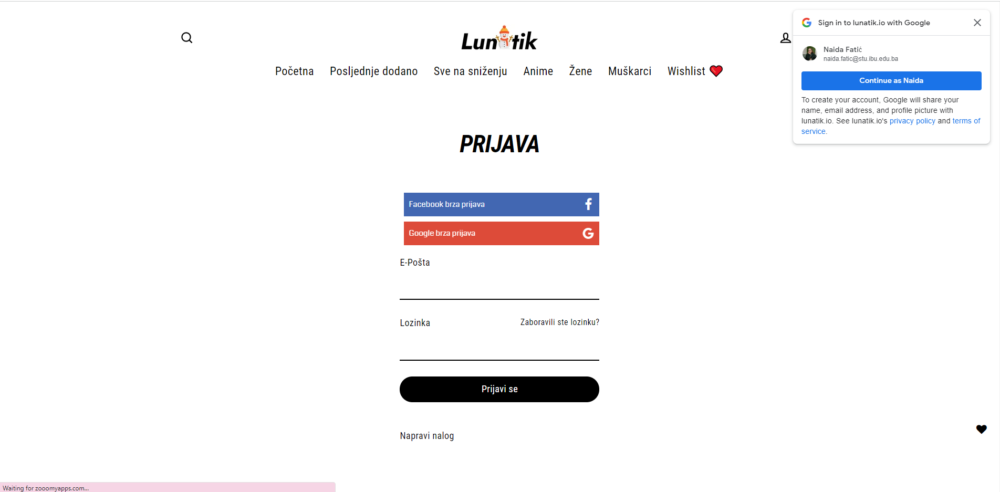 Lunatik
Početna Posljednje dodano Sve na sniženju Anime Žene Muškarci Wishlist
Sign in to lunatik.io with Google
Naida Fatić
naida.fatic@stu.ibu.edu.ba
Continue as Naida
To create your account, Google will share your
name, email address, and profile picture with
lunatik.io. See lunatik.io's privacy policy and terms of
service.
PRIJAVA
Facebook brza prijava
Google brza prijava
E-Pošta
Lozinka Zaboravili ste lozinku?
Prijavi se
Napravi nalog
Waiting for zooomyapps.com...